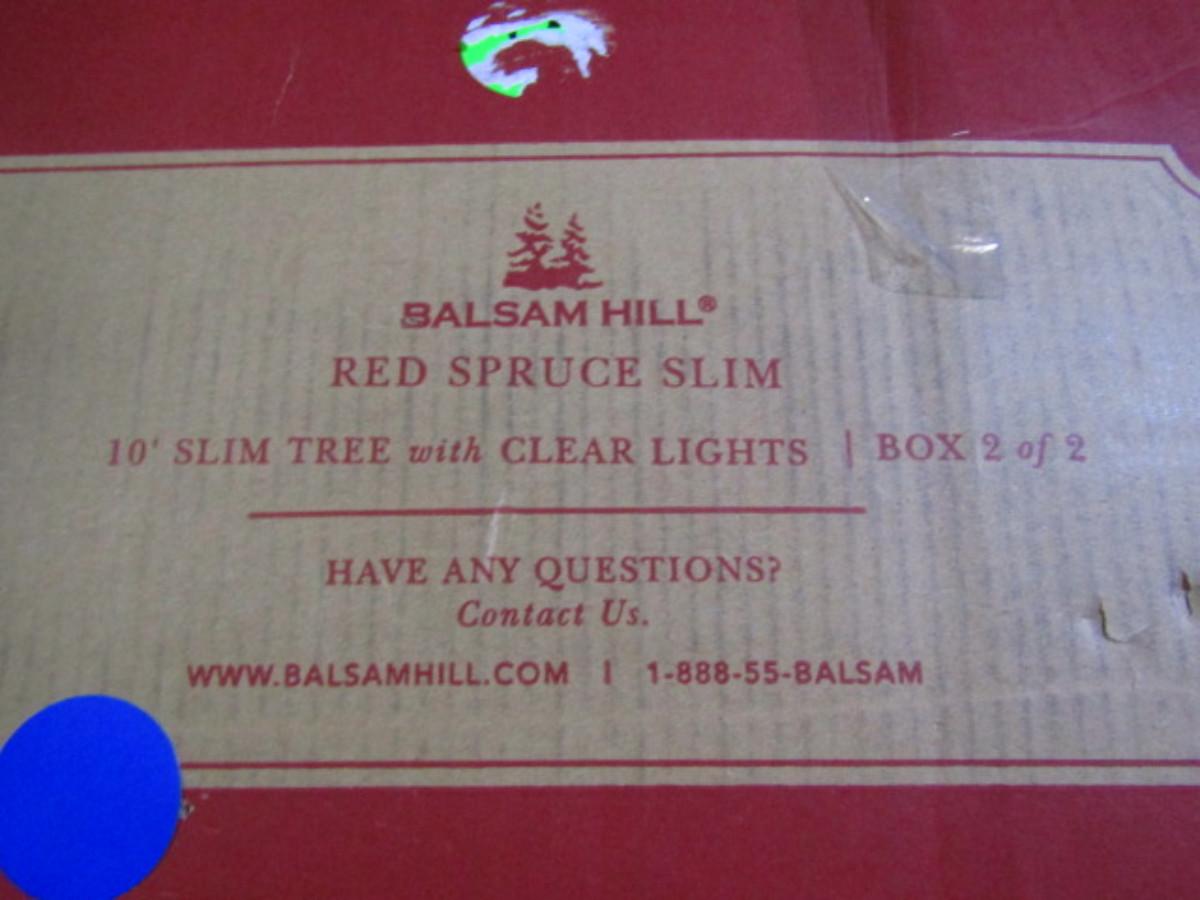 BALSAM HILL®
RED SPRUCE SLIM
10' SLIM TREE with CLEAR LIGHTS | BOX 2 of 2
HAVE ANY QUESTIONS?
Contact Us.
WWW.BALSAMHILL.COM | 1-888-55-BALSAM